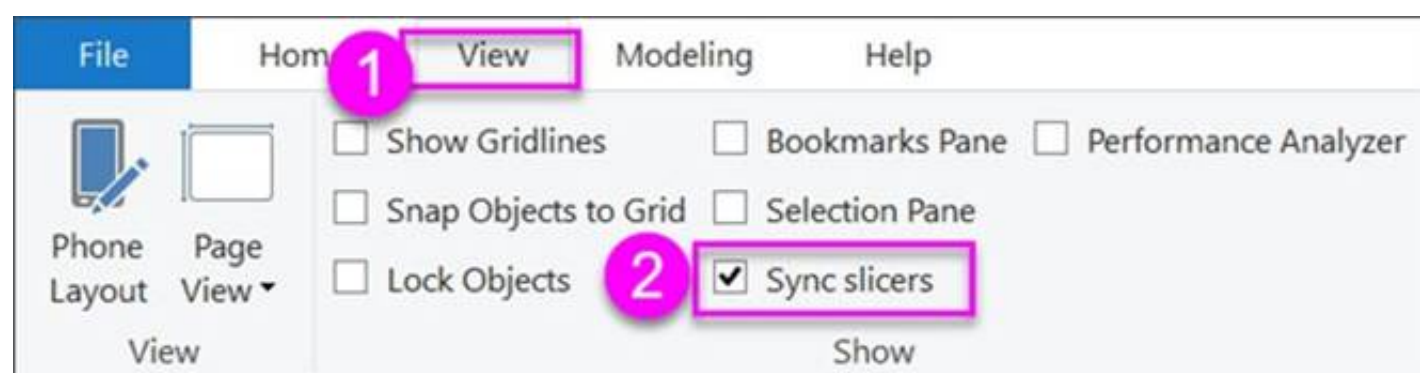 File Hom 1 View Modeling Help
Show Gridlines Bookmarks Pane Performance Analyzer
Snap Objects to Grid Selection Pane
Phone Layout Page View
Lock Objects 2 Sync slicers
View Show